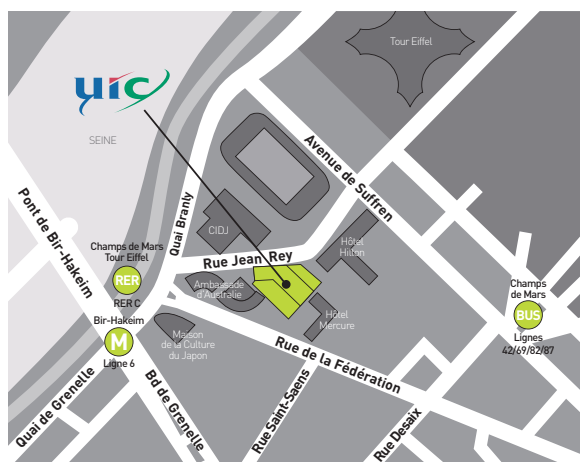 Tour Eiffel
uic
SEINE
Avenue de Suffren
Pont de Bir-Hakeim
Quai Branly
CIDJ
Champs de Mars
Tour Eiffel
RER
RER C
Rue Jean Rey
Hôtel
Hilton
Ambassade
d'Australie
Hôtel
Mercure
Champs
de Mars
BUS
Lignes
42/69/82/87
Bir-Hakeim
M
Ligne 6
Maison
de la Culture
du Japon
Rue de la Fédération
Quai de Grenelle
Bd de Grenelle
Rue Saint-Saens
Rue Desaix